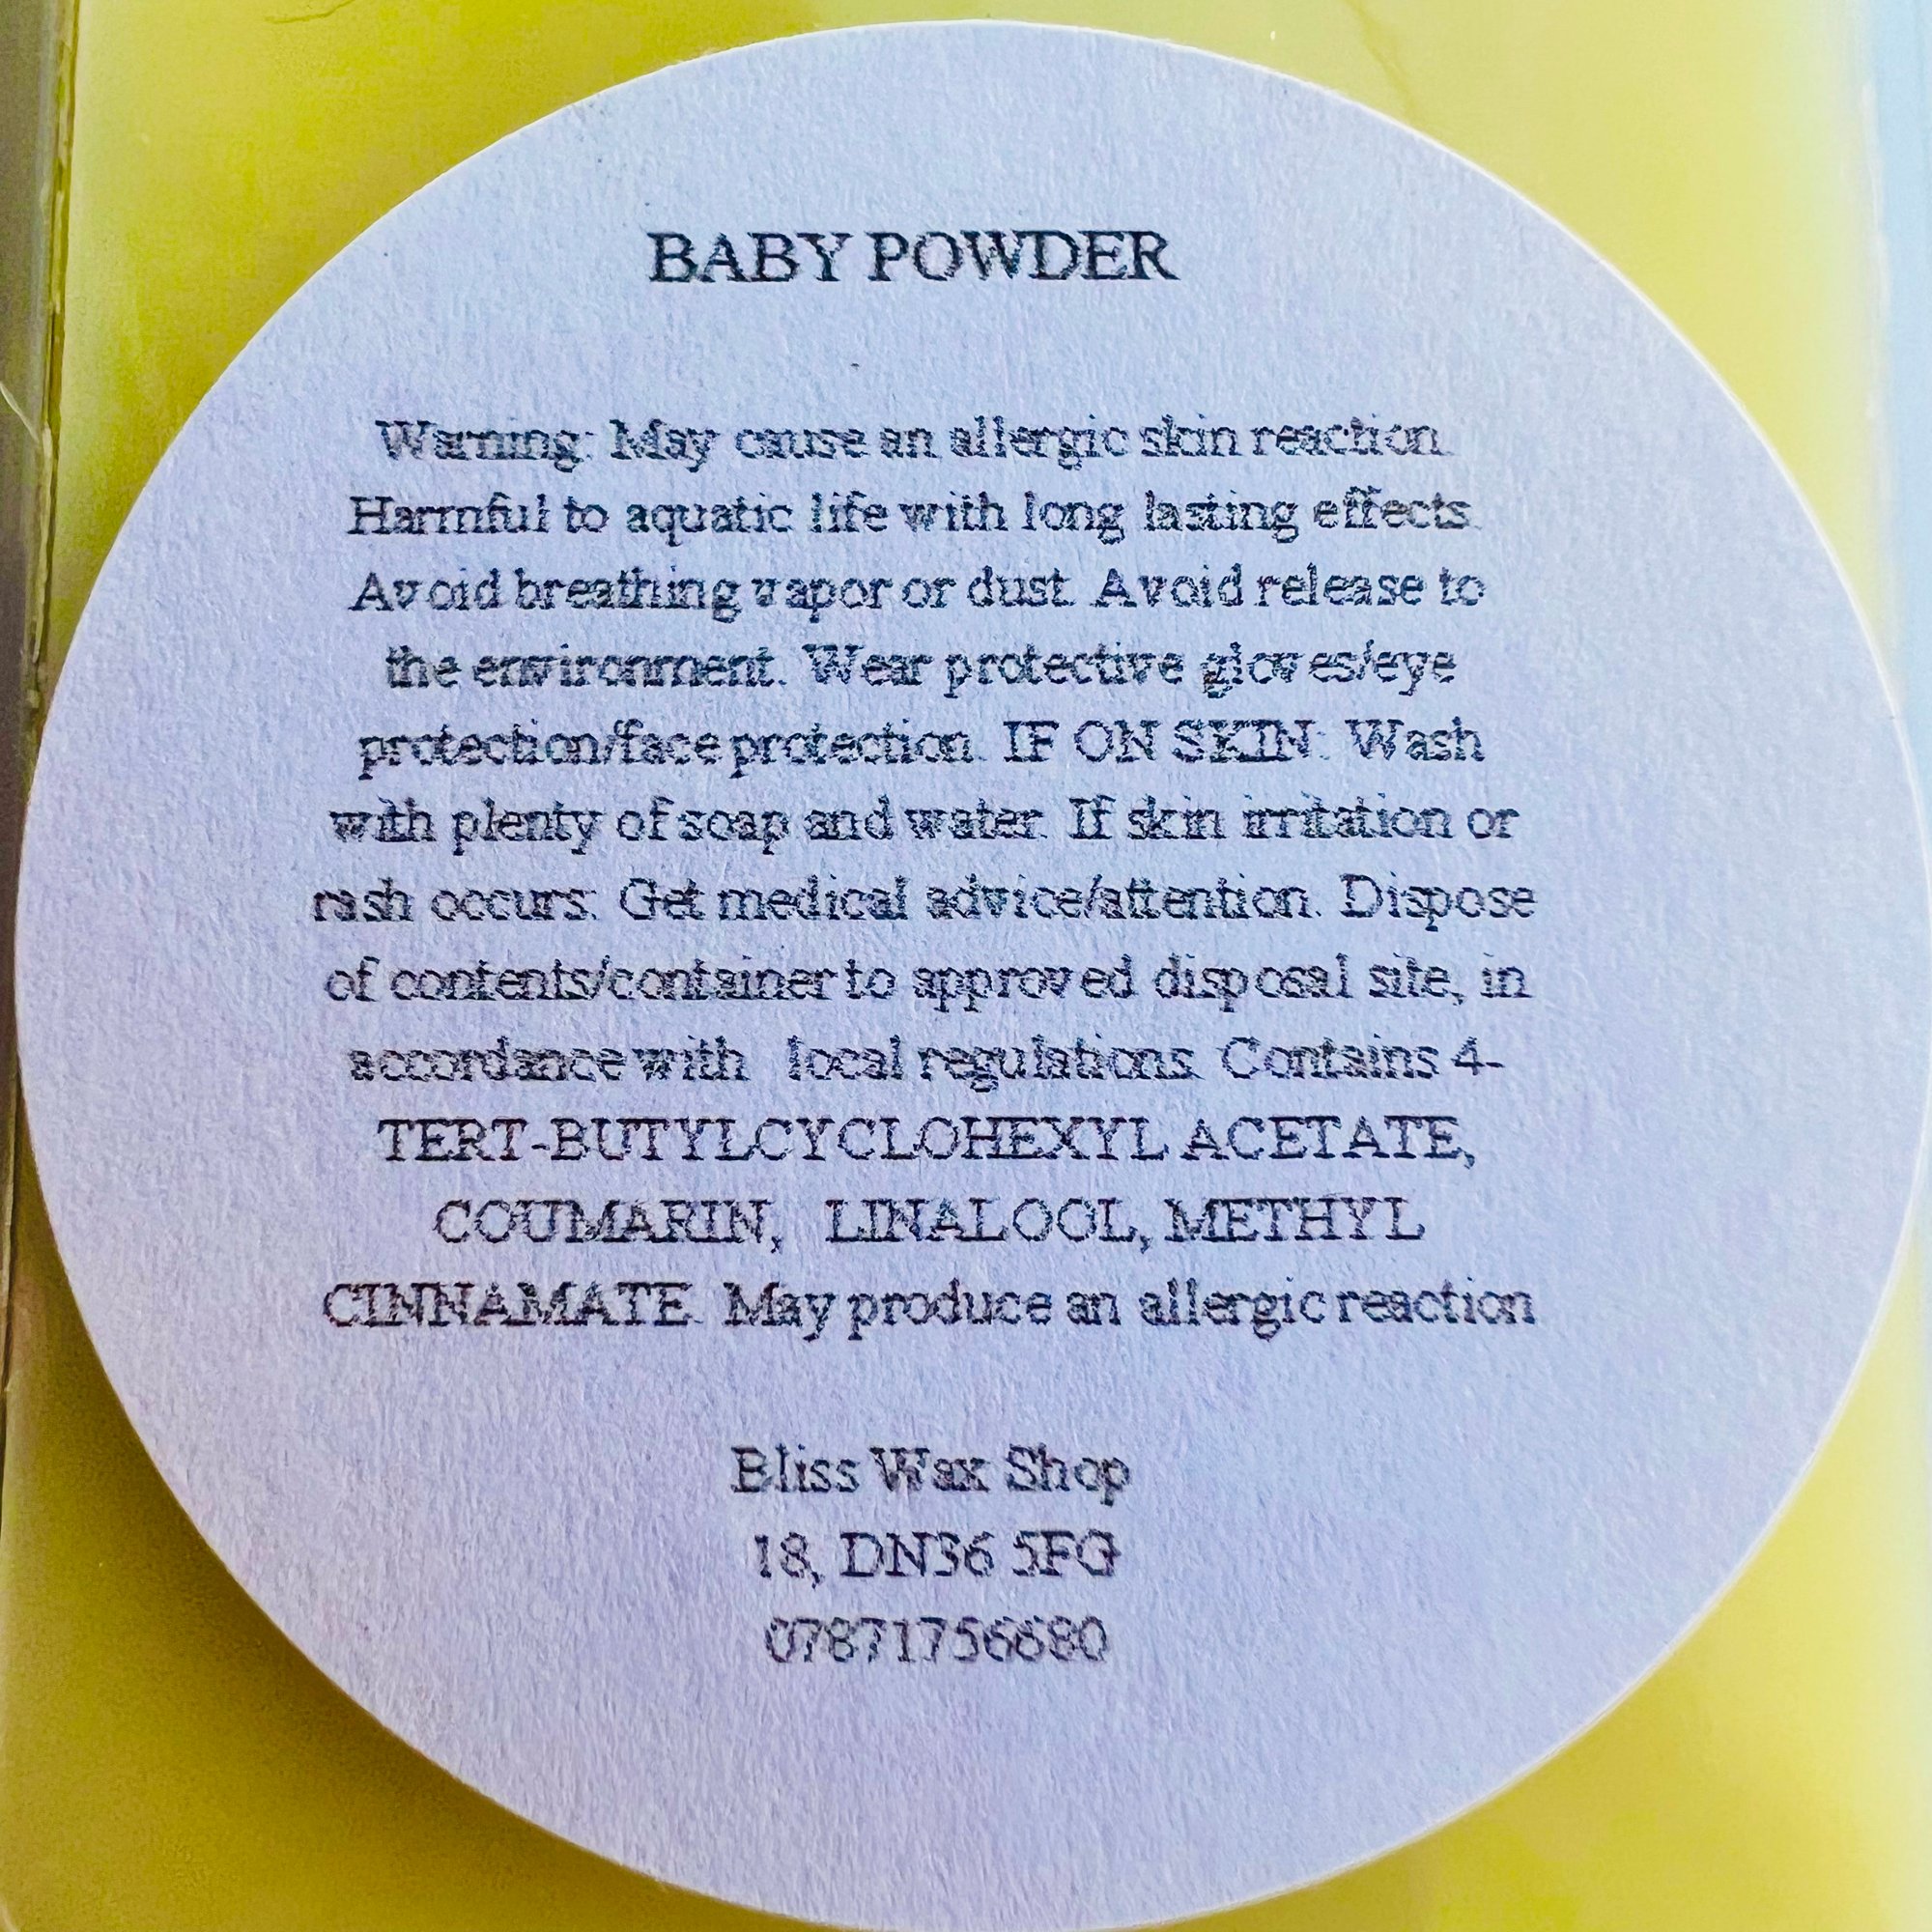 BABY POWDER
Warning: May cause an allergic skin reaction.
Harmful to aquatic life with long lasting effects.
Avoid breathing vapor or dust. Avoid release to
the environment. Wear protective gloves/eye
protection/face protection. IF ON SKIN: Wash
with plenty of soap and water. If skin irritation or
rash occurs: Get medical advice/attention. Dispose
of contents/container to approved disposal site, in
accordance with local regulations. Contains 4-
TERT-BUTYLCYCLOHEXYL ACETATE,
COUMARIN, LINALOOL, METHYL
CINNAMATE. May produce an allergic reaction
Bliss Wax Shop
18, DN36 5FG
07871756680